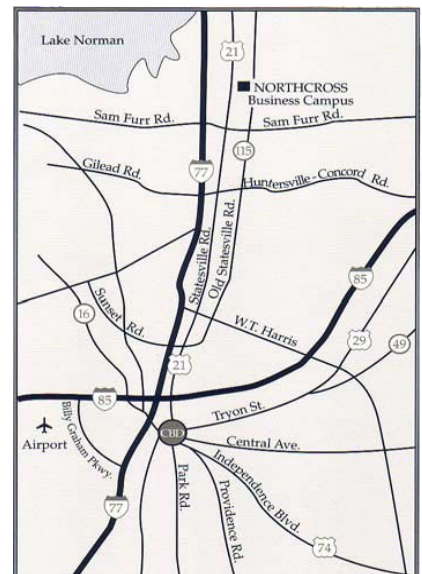 Lake Norman
21
NORTHCROSS
Business Campus
Sam Furr Rd.
Sam Furr Rd.
115
Gilead Rd.
77
Huntersville-Concord Rd.
Statesville Rd.
Old Statesville Rd.
85
Sunset Rd.
16
W.T. Harris
29
49
21
85
Tryon St.
Billy Graham Pkwy.
Airport
CBD
Central Ave.
Independence Blvd.
Park Rd.
Providence Rd.
77
74